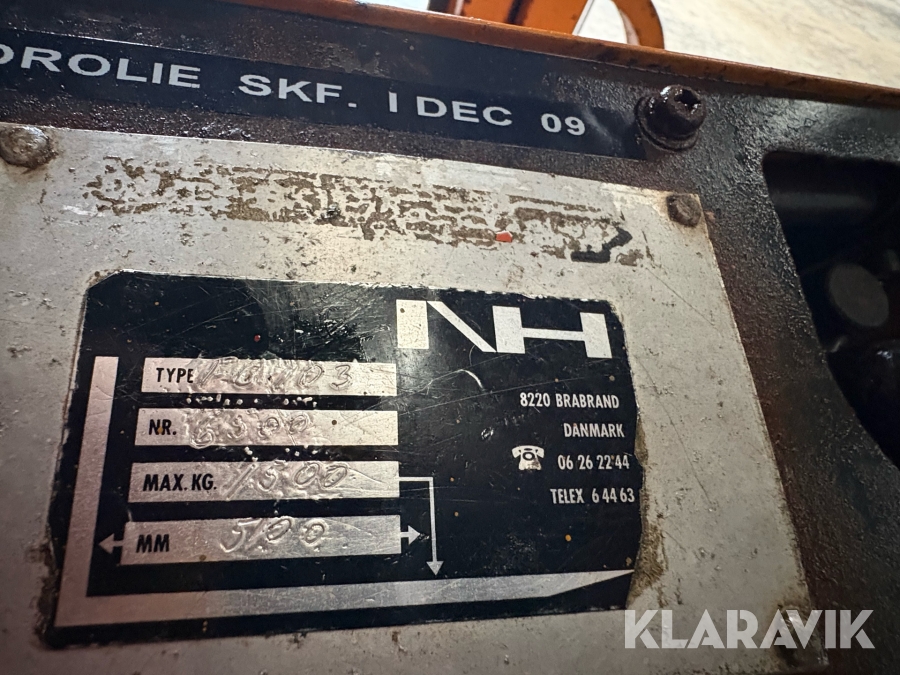 DROLIE SKF. 1 DEC 09
NH
TYPE
NR.
MAX. KG. 1500
MM
8220 BRABRAND
DANMARK
06 26 22 44
TELEX 6 44 63
KLARAVIK